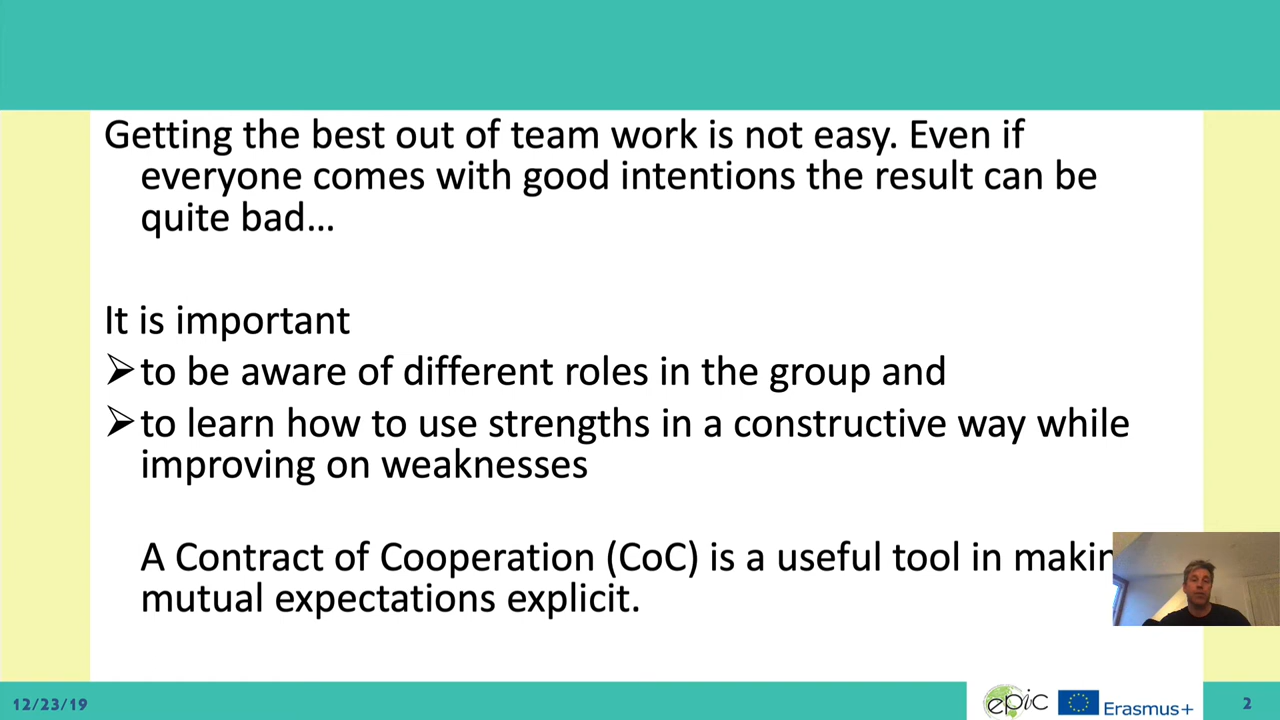 Getting the best out of team work is not easy. Even if
everyone comes with good intentions the result can be
quite bad...
It is important
to be aware of different roles in the group and
to learn how to use strengths in a constructive way while
improving on weaknesses
A Contract of Cooperation (CoC) is a useful tool in makin
mutual expectations explicit.
12/23/19
epic
Erasmus+
2